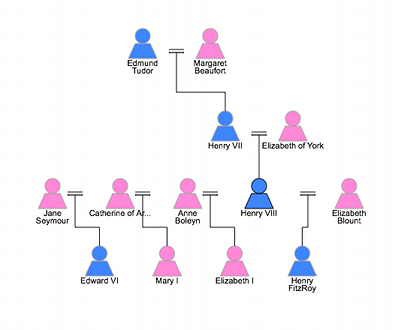 Edmund
Tudor
Margaret
Beaufort
Henry VII
Elizabeth of York
Jane
Seymour
Catherine of Ar...
Anne
Boleyn
Henry VIII
Elizabeth
Blount
Edward VI
Mary I
Elizabeth I
Henry
FitzRoy